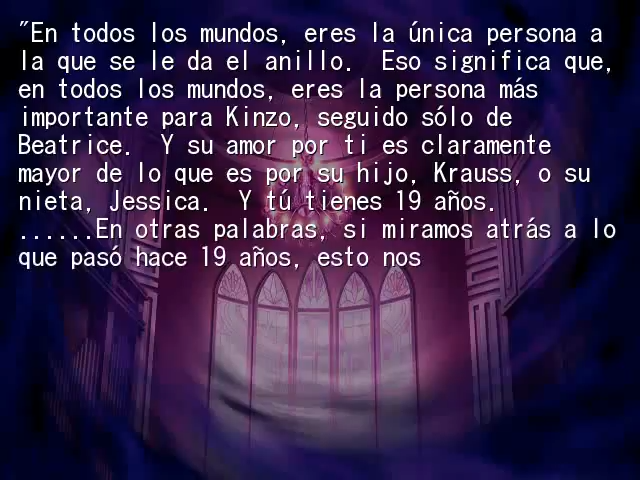 "En todos los mundos, eres la única persona a
la que se le da el anillo.  Eso significa que,
en todos los mundos, eres la persona más
importante para Kinzo, seguido sólo de
Beatrice.  Y su amor por ti es claramente
mayor de lo que es por su hijo, Krauss, o su
nieta, Jessica.  Y tú tienes 19 años.
......En otras palabras, si miramos atrás a lo
que pasó hace 19 años, esto nos